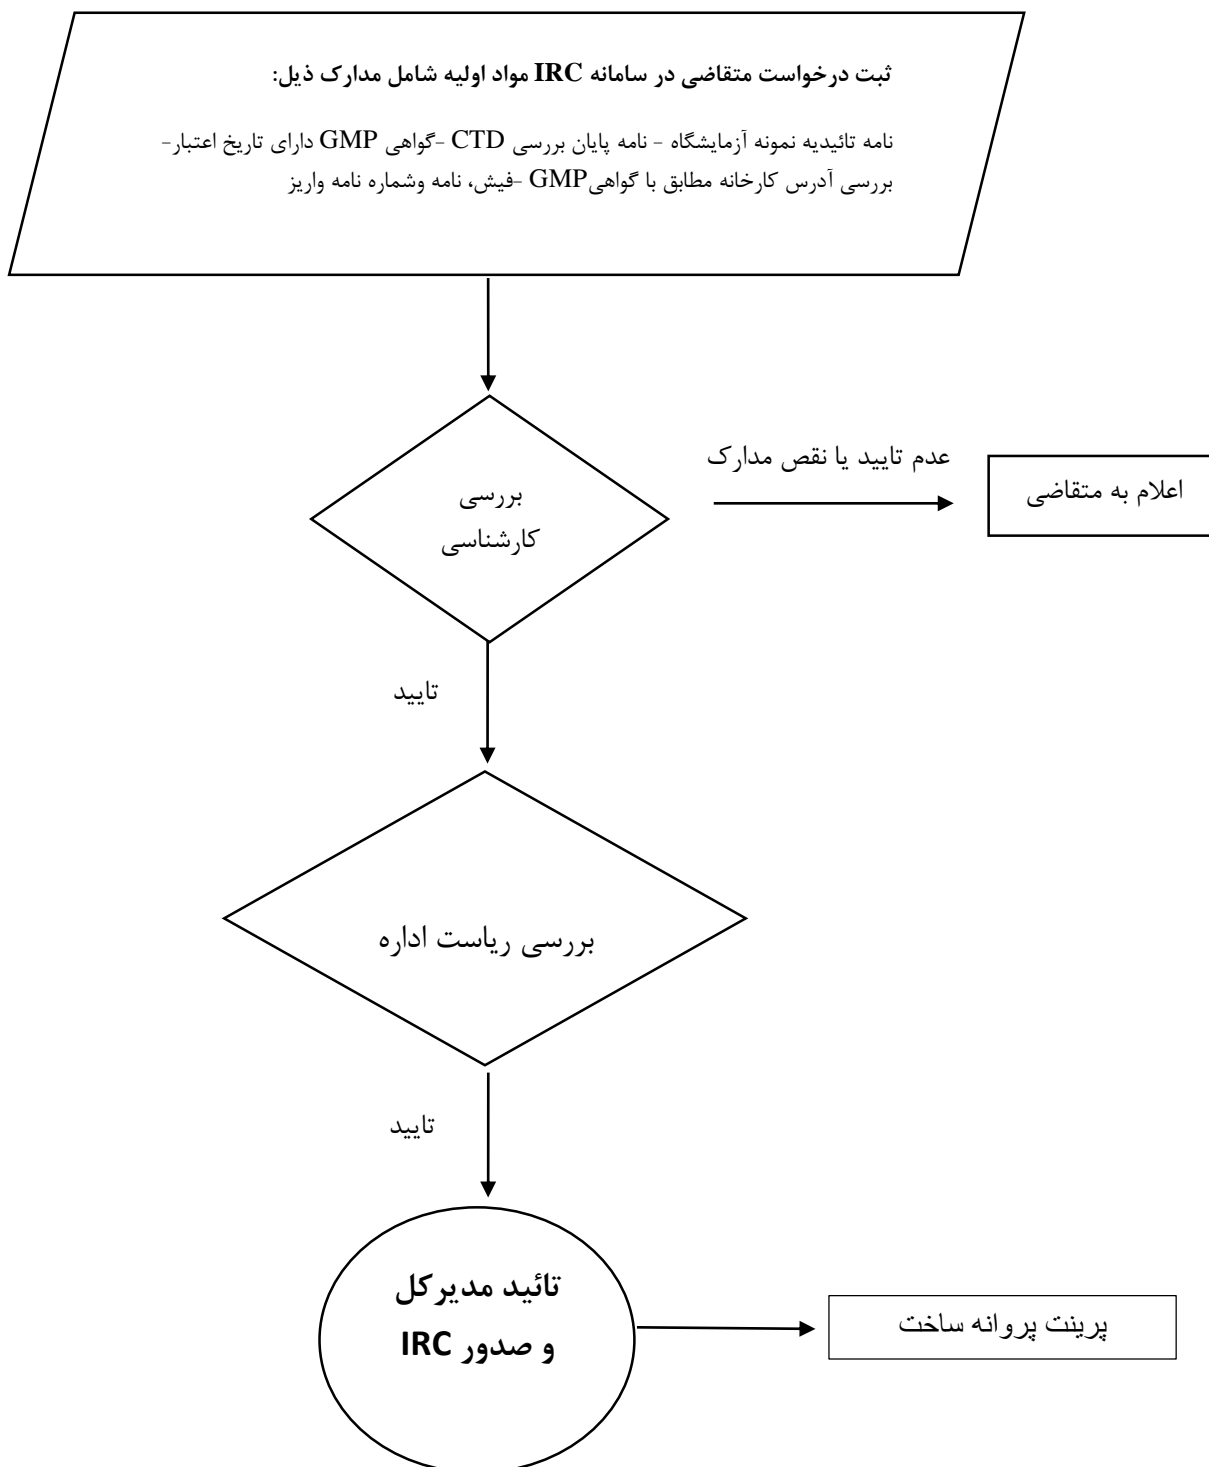 ثبت درخواست متقاضی در سامانه IRC مواد اولیه شامل مدارک ذیل:
نامه تائیدیه نمونه آزمایشگاه - نامه پایان بررسی CTD -گواهی GMP دارای تاریخ اعتبار-
بررسی آدرس کارخانه مطابق با گواهیGMP -فیش، نامه وشماره نامه واریز
عدم تایید یا نقص مدارک
اعلام به متقاضی
بررسی
کارشناسی
تایید
بررسی ریاست اداره
تایید
تائید مدیرکل
و صدور IRC
پرینت پروانه ساخت